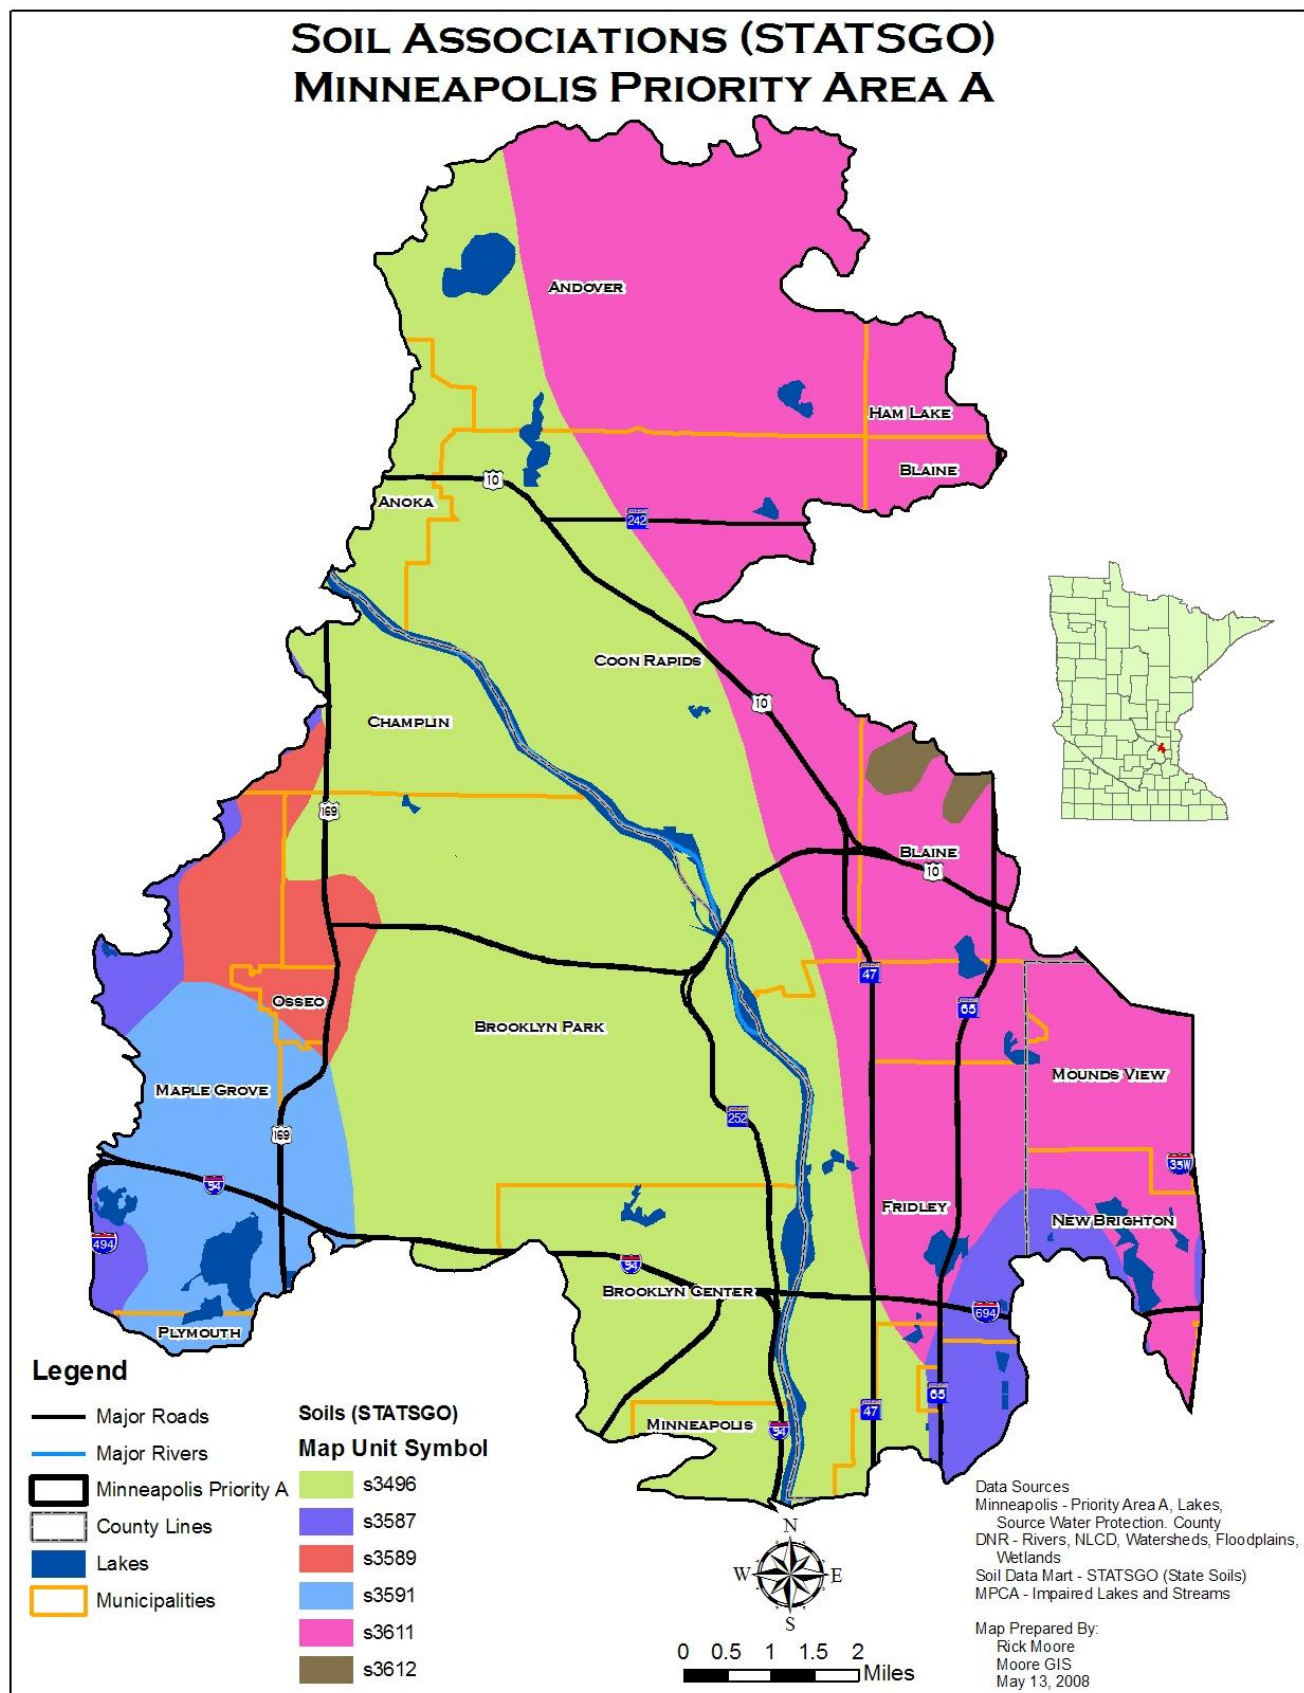 SOIL ASSOCIATIONS (STATSGO)
MINNEAPOLIS PRIORITY AREA A
ANDOVER
HAM LAKE
BLAINE
10
ANOKA
242
COON RAPIDS
10
CHAMPLIN
169
BLAINE
10
47
OSSEO
65
BROOKLYN PARK
MOUNDS VIEW
MAPLE GROVE
252
169
35W
94
FRIDLEY
NEW BRIGHTON
494
94
BROOKLYN CENTER
694
PLYMOUTH
65
47
MINNEAPOLIS
94
Legend
Major Roads
Major Rivers
Minneapolis Priority A
County Lines
Lakes
Municipalities
Soils (STATSGO)
Map Unit Symbol
s3496
s3587
s3589
s3591
s3611
s3612
N
W
E
S
0 0.5 1 2
Miles
Data Sources
Minneapolis - Priority Area A, Lakes,
Source Water Protection. County
DNR - Rivers, NLCD, Watersheds, Floodplains,
Wetlands
Soil Data Mart - STATSGO (State Soils)
MPCA - Impaired Lakes and Streams
Map Prepared By:
Rick Moore
Moore GIS
May 13, 2008